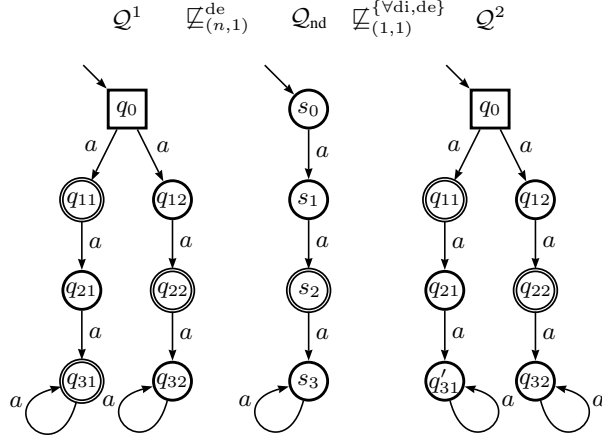 𝒬¹ ⋢^{de}_{(n,1)} 𝒬_{nd} ⋢^{{∀di,de}}_{(1,1)} 𝒬²
q₀ s₀ q₀
a a a a a
q₁₁ q₁₂ s₁ q₁₁ q₁₂
a a a a a
q₂₁ q₂₂ s₂ q₂₁ q₂₂
a a a a a
q₃₁ q₃₂ s₃ q′₃₁ q₃₂
a a a a a